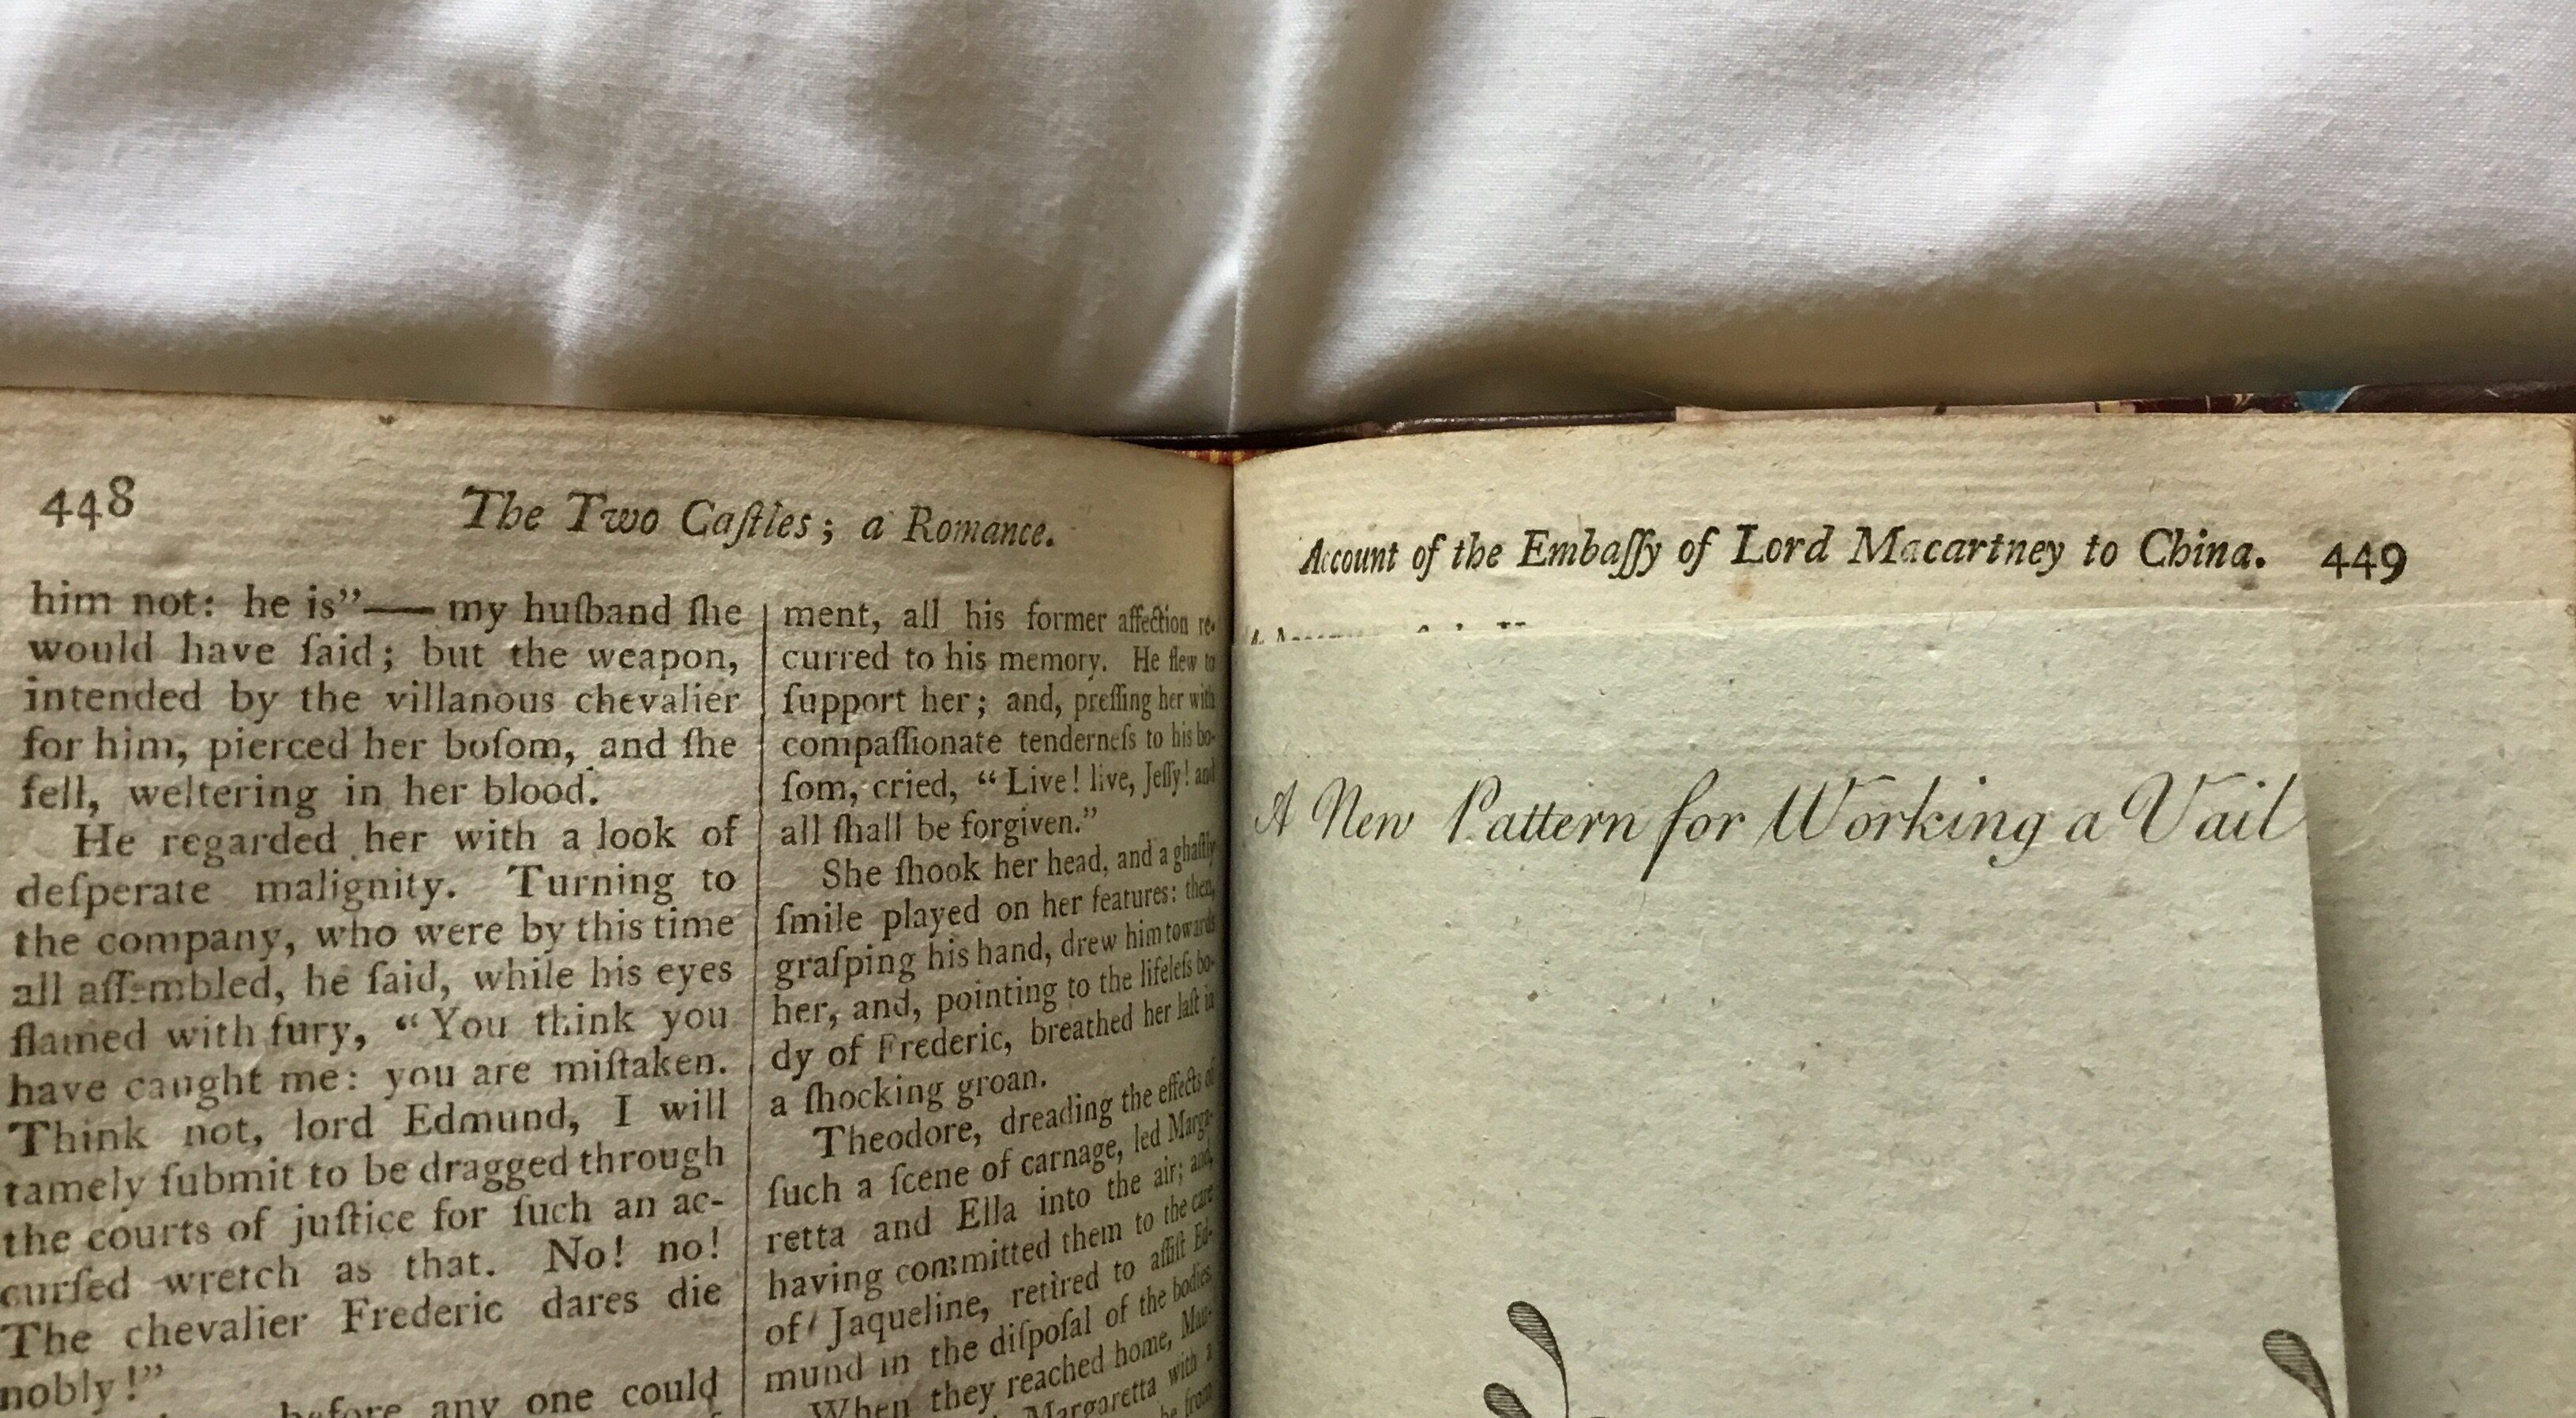 448
The Two Caſtles; a Romance.
him not: he is”—— my huſband ſhe
would have ſaid; but the weapon,
intended by the villanous chevalier
for him, pierced her boſom, and ſhe
fell, weltering in her blood.
He regarded her with a look of
deſperate malignity. Turning to
the company, who were by this time
all aſſembled, he ſaid, while his eyes
flamed with fury, “You think you
have caught me: you are miſtaken.
Think not, lord Edmund, I will
tamely ſubmit to be dragged through
the courts of juſtice for ſuch an ac-
curſed wretch as that. No! no!
The chevalier Frederic dares die
nobly!”
before any one could
ment, all his former affection re-
curred to his memory. He flew to
ſupport her; and, preſſing her with
compaſſionate tenderneſs to his bo-
ſom, cried, “Live! live, Jeſſy! and
all ſhall be forgiven.”
She ſhook her head, and a ghaſtly
ſmile played on her features: then,
graſping his hand, drew him towards
her, and, pointing to the lifeleſs bo-
dy of Frederic, breathed her laſt in
a ſhocking groan.
Theodore, dreading the effects of
ſuch a ſcene of carnage, led Marga-
retta and Ella into the air; and,
having committed them to the care
of Jaqueline, retired to aſſiſt Ed-
mund in the diſpoſal of the bodies.
When they reached home,
Margaretta with a
he from
Account of the Embaſſy of Lord Macartney to China. 449
A New Pattern for Working a Vail